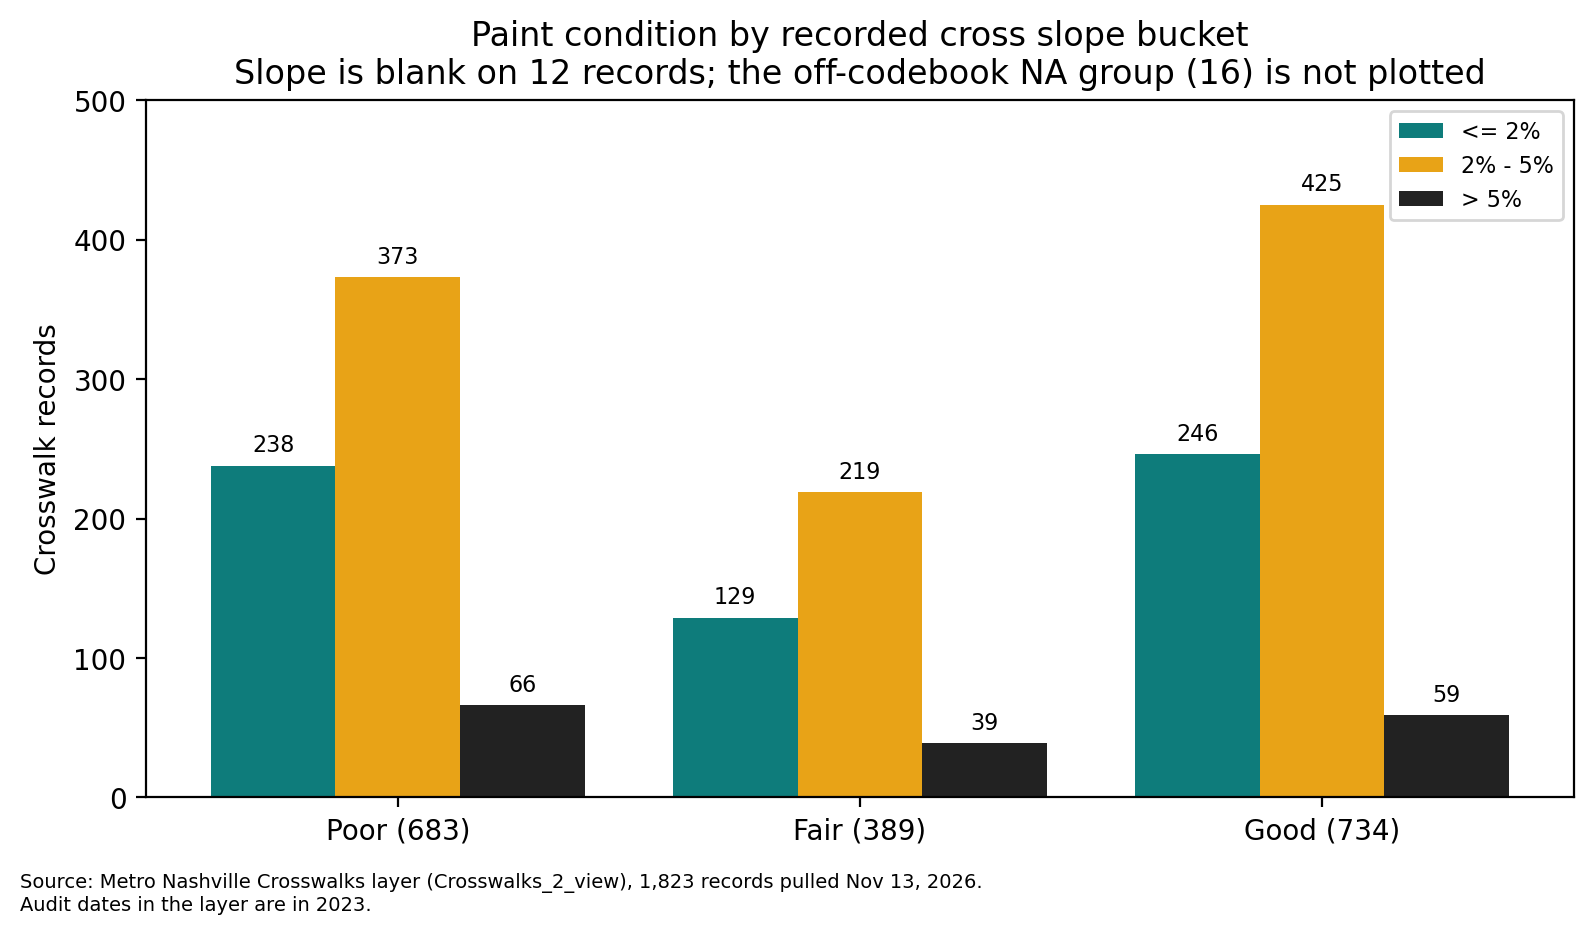 Paint condition by recorded cross slope bucket
Slope is blank on 12 records; the off-codebook NA group (16) is not plotted
500
400
300
200
100
0
Crosswalk records
<= 2%
2% - 5%
> 5%
238
373
66
129
219
39
246
425
59
Poor (683)
Fair (389)
Good (734)
Source: Metro Nashville Crosswalks layer (Crosswalks_2_view), 1,823 records pulled Nov 13, 2026.
Audit dates in the layer are in 2023.